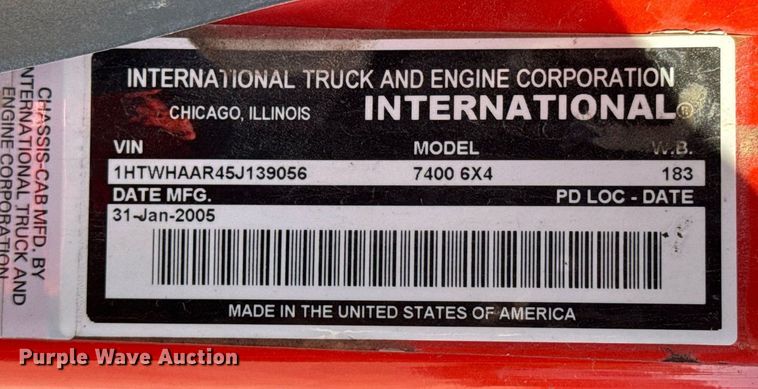 INTERNATIONAL TRUCK AND ENGINE CORPORATION
CHICAGO, ILLINOIS INTERNATIONAL®
VIN MODEL W.B.
1HTWHAAR45J139056 7400 6X4 183
DATE MFG. PD LOC - DATE
31-Jan-2005
MADE IN THE UNITED STATES OF AMERICA
CHASSIS-CAB MFD. BY
INTERNATIONAL TRUCK AND
ENGINE CORPORATION
Purple Wave Auction